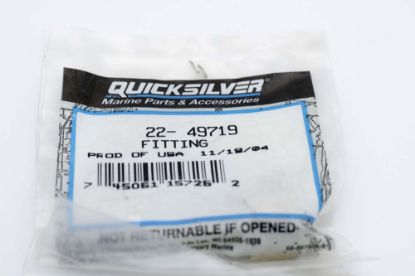 QUICKSILVER
Marine Parts & Accessories
22- 49719
FITTING
PROD OF USA 11/19/04
7 45061 15726 2
NOT RETURNABLE IF OPENED